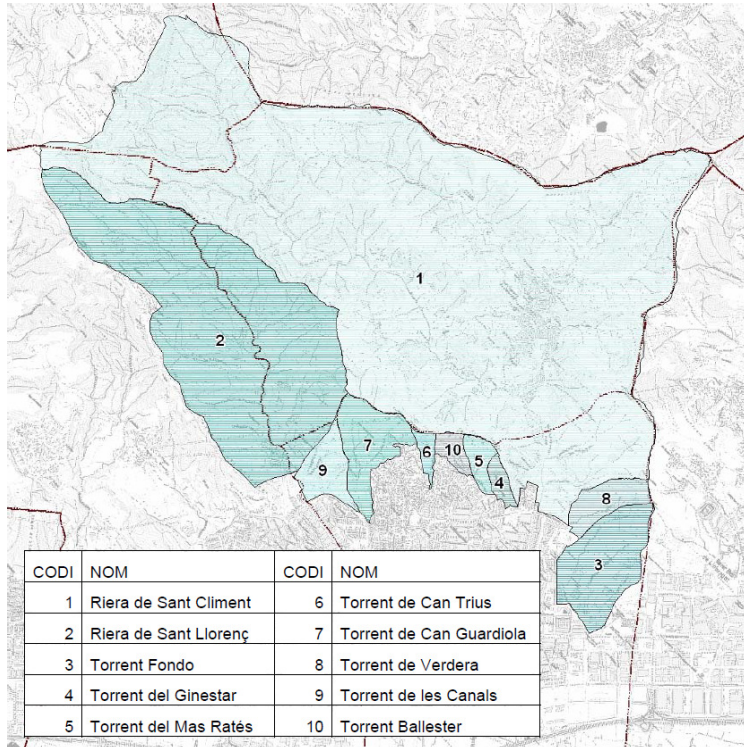 1
2
7
6
10
5
9
4
8
3
CODI NOM CODI NOM
1 Riera de Sant Climent 6 Torrent de Can Trius
2 Riera de Sant Llorenç 7 Torrent de Can Guardiola
3 Torrent Fondo 8 Torrent de Verdera
4 Torrent del Ginestar 9 Torrent de les Canals
5 Torrent del Mas Ratés 10 Torrent Ballester